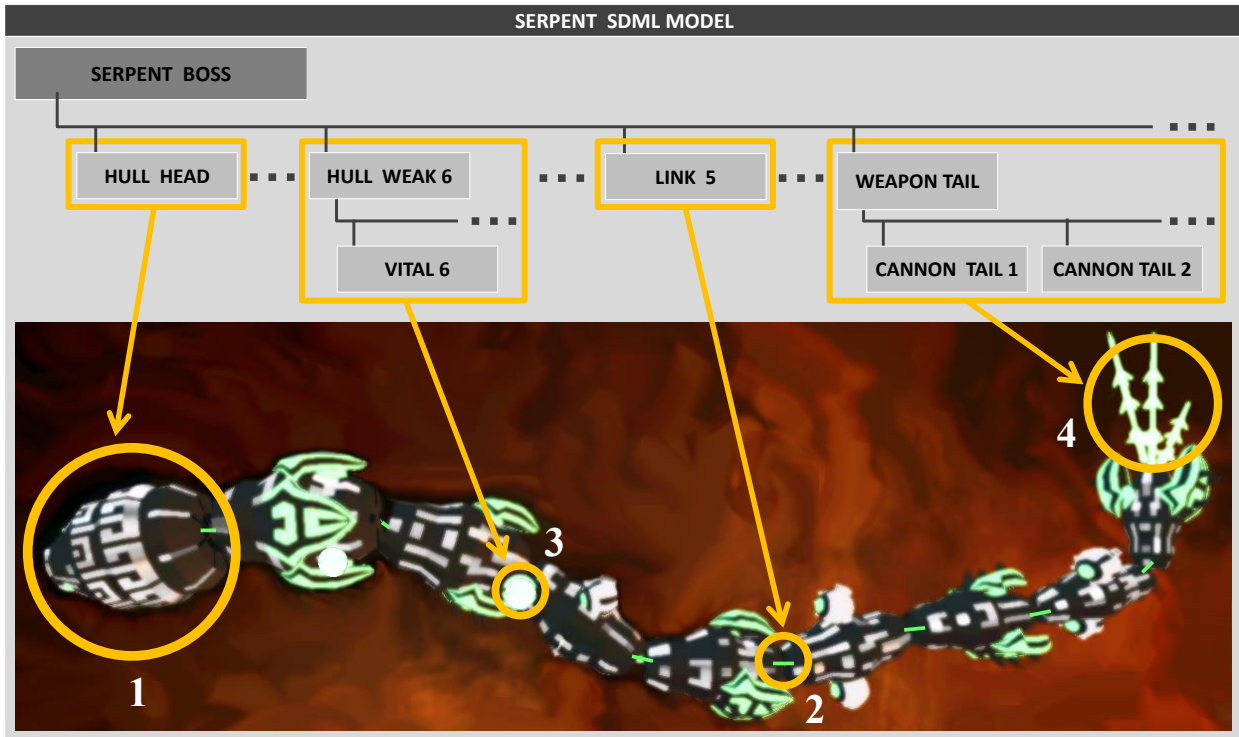 SERPENT SDML MODEL
SERPENT BOSS
HULL HEAD
HULL WEAK 6
LINK 5
WEAPON TAIL
VITAL 6
CANNON TAIL 1
CANNON TAIL 2
4
3
1
2